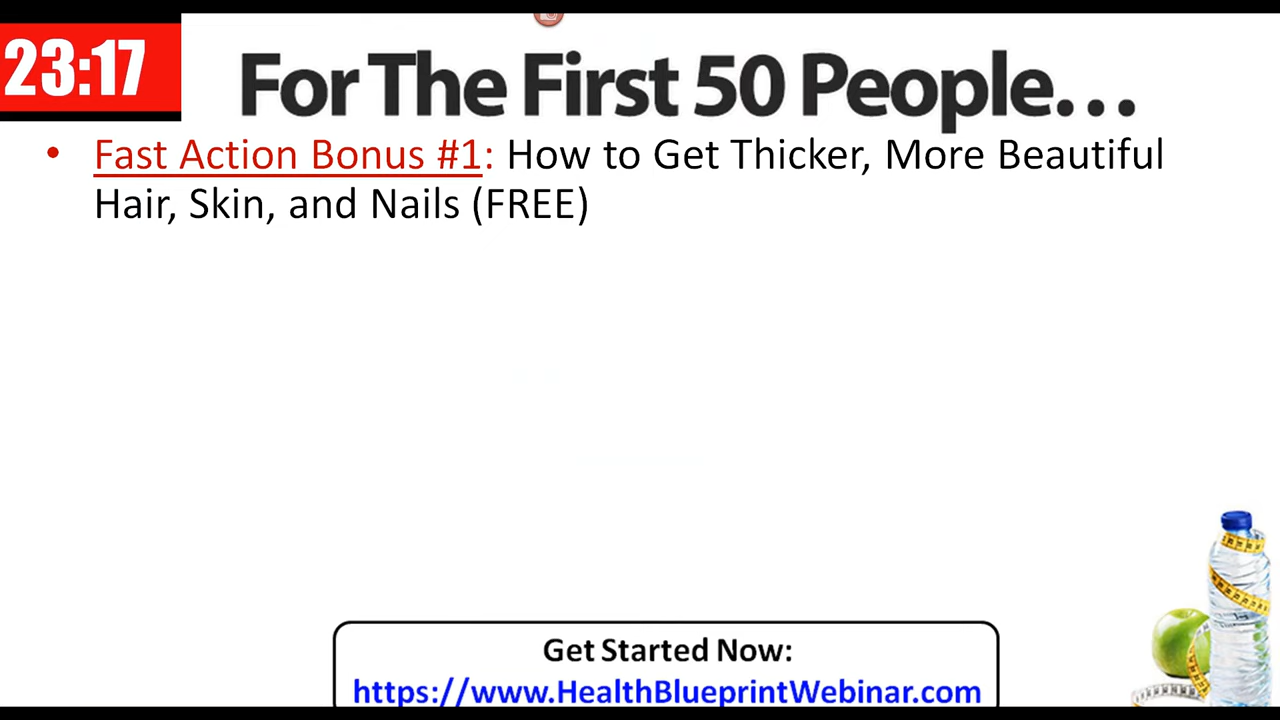 23:17
For The First 50 People…
• Fast Action Bonus #1: How to Get Thicker, More Beautiful
Hair, Skin, and Nails (FREE)
Get Started Now:
https://www.HealthBlueprintWebinar.com